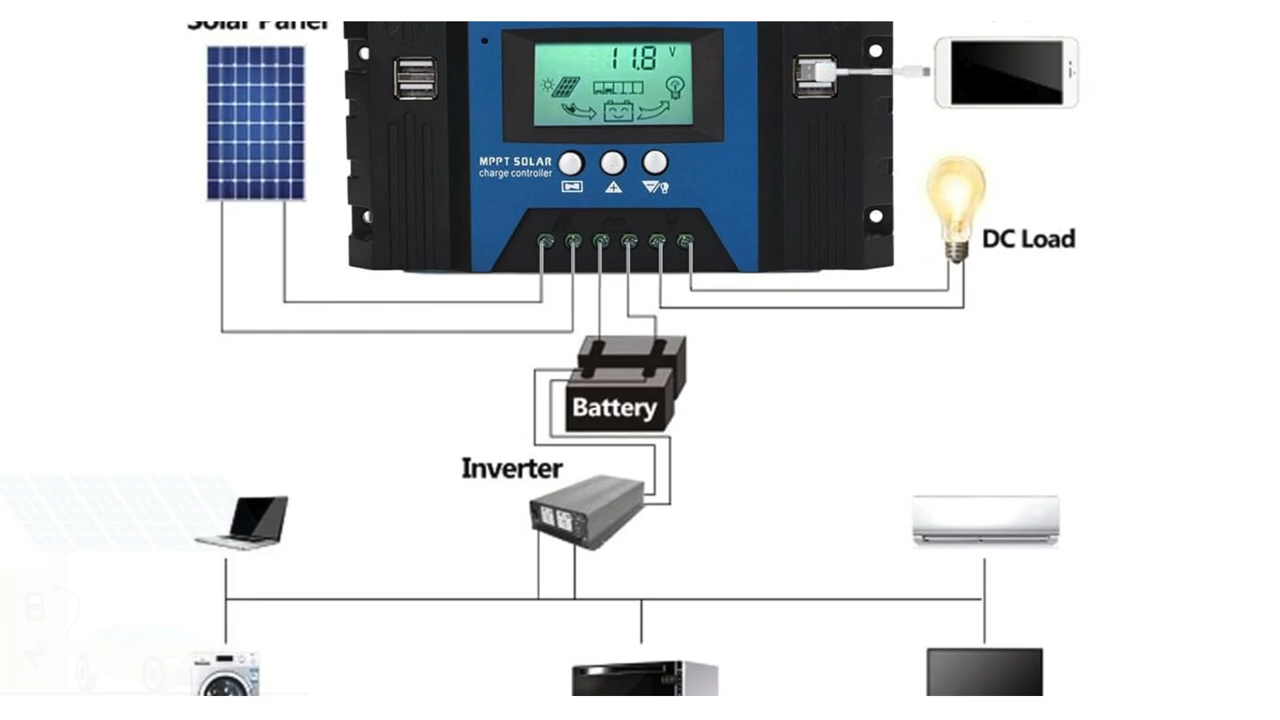 Solar Panel
11.8 V
MPPT SOLAR
charge controller
DC Load
Battery
Inverter